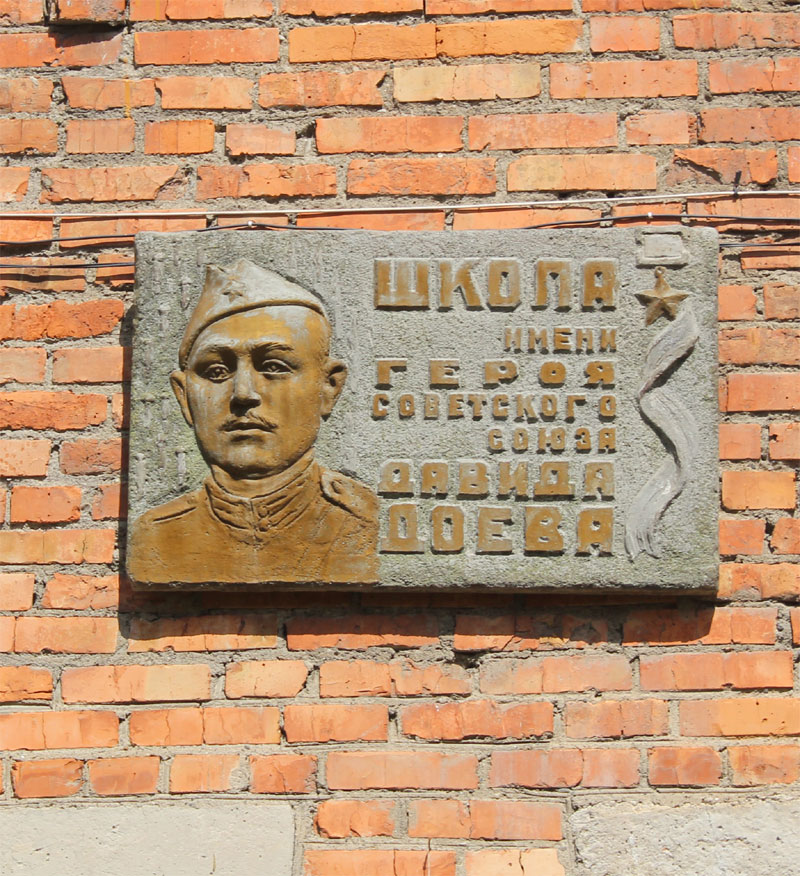 ШКОЛА
ИМЕНИ
ГЕРОЯ
СОВЕТСКОГО
СОЮЗА
ДАВИДА
ДОЕВА